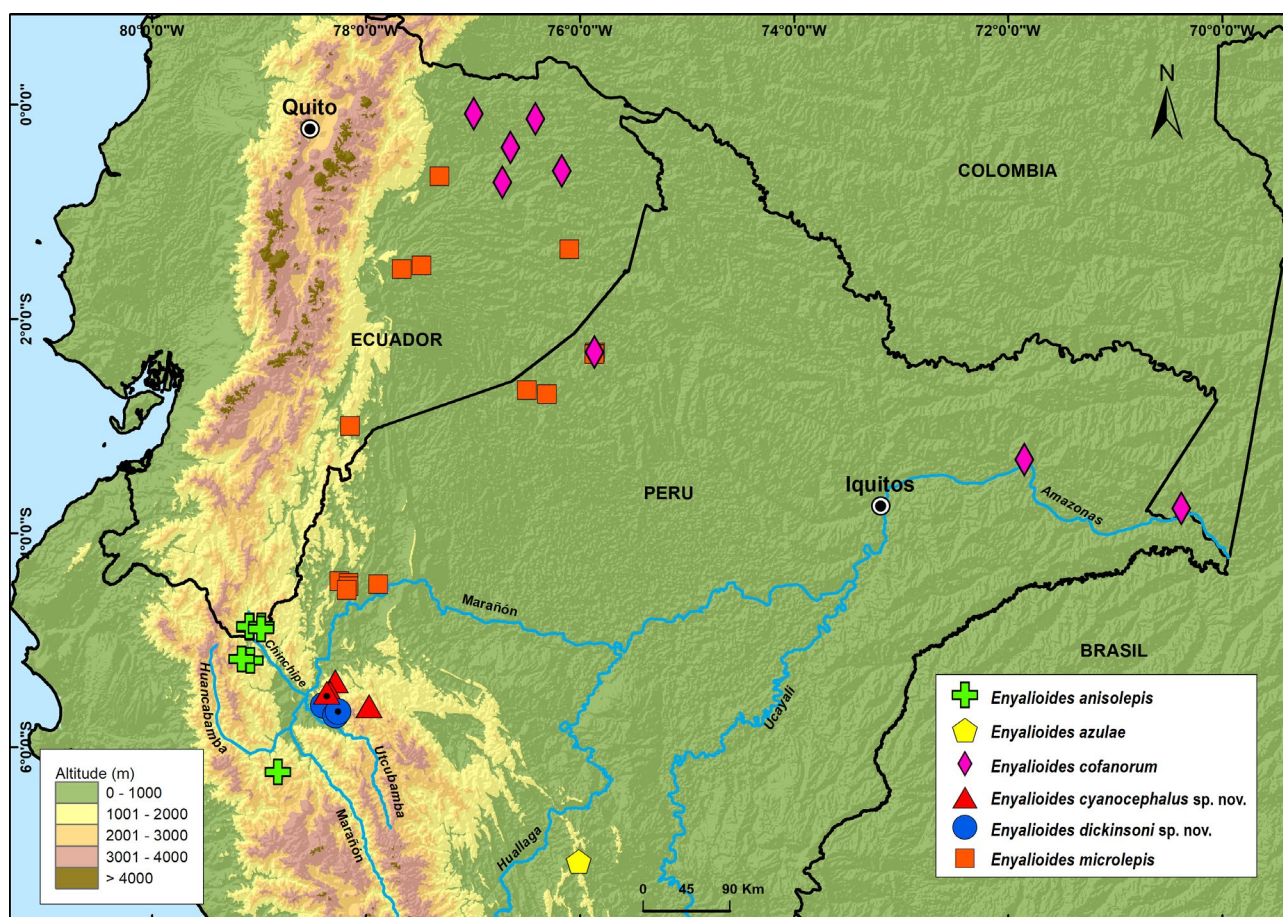 80°0'0"W
78°0'0"W
76°0'0"W
74°0'0"W
72°0'0"W
70°0'0"W
0°0'0"
2°0'0"S
4°0'0"S
6°0'0"S
N
Quito
COLOMBIA
ECUADOR
PERU
Iquitos
Amazonas
Marañón
Chinchipe
Huancabamba
Utcubamba
Marañón
Huallaga
Ucayali
BRASIL
Enyalioides anisolepis
Enyalioides azulae
Enyalioides cofanorum
Enyalioides cyanocephalus sp. nov.
Enyalioides dickinsoni sp. nov.
Enyalioides microlepis
Altitude (m)
0 - 1000
1001 - 2000
2001 - 3000
3001 - 4000
> 4000
0 45 90 Km